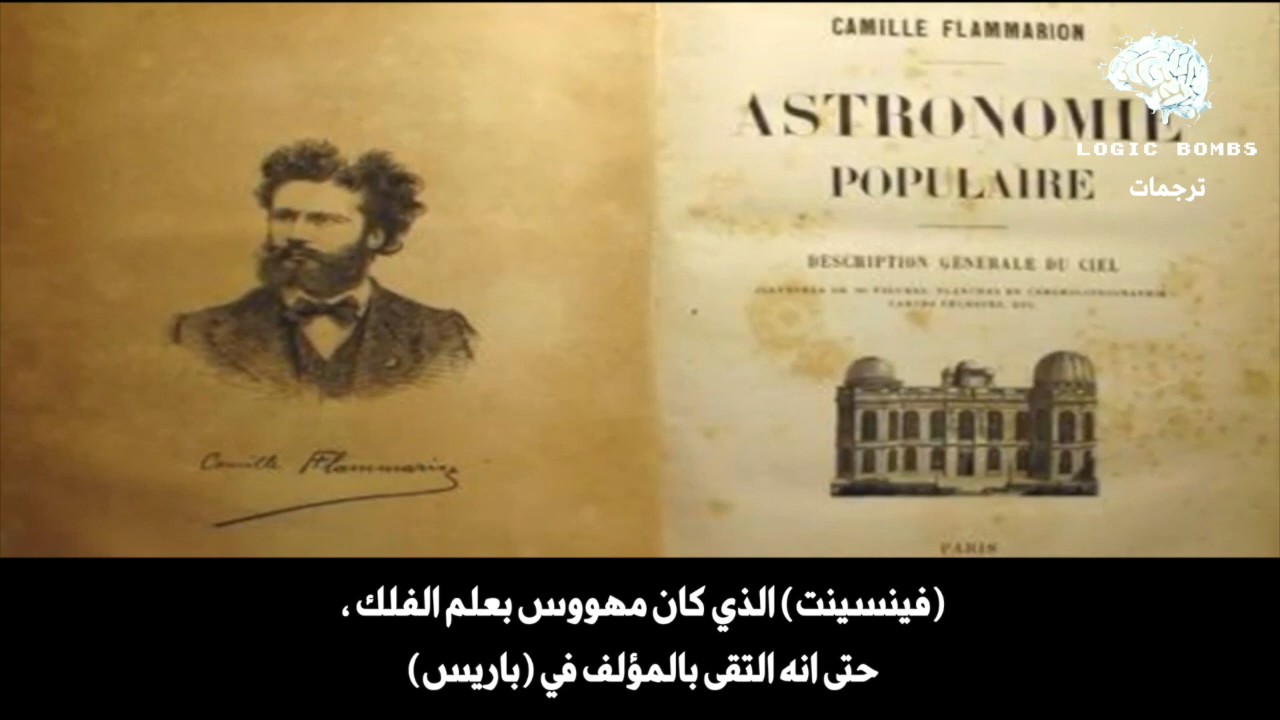 CAMILLE FLAMMARION
ASTRONOMIE
POPULAIRE
DESCRIPTION GENERALE DU CIEL
PARIS
Camille Flammarion
LOGIC BOMBS
ترجمات
(فينسينت) الذي كان مهووس بعلم الفلك ،
حتى انه التقى بالمؤلف في (باريس)